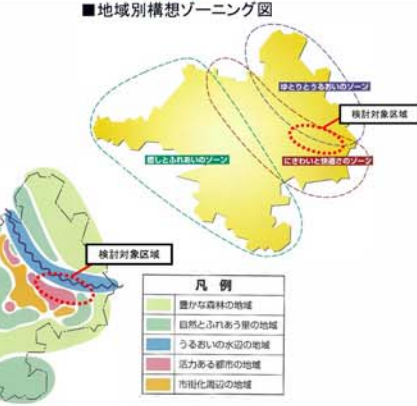 ■地域別構想ゾーニング図
ゆとりとうるおいのゾーン
検討対象区域
癒しとふれあいのゾーン
にぎわいと快適さのゾーン
検討対象区域
凡例
豊かな森林の地域
自然とふれあう里の地域
うるおいの水辺の地域
活力ある都市の地域
市街化周辺の地域